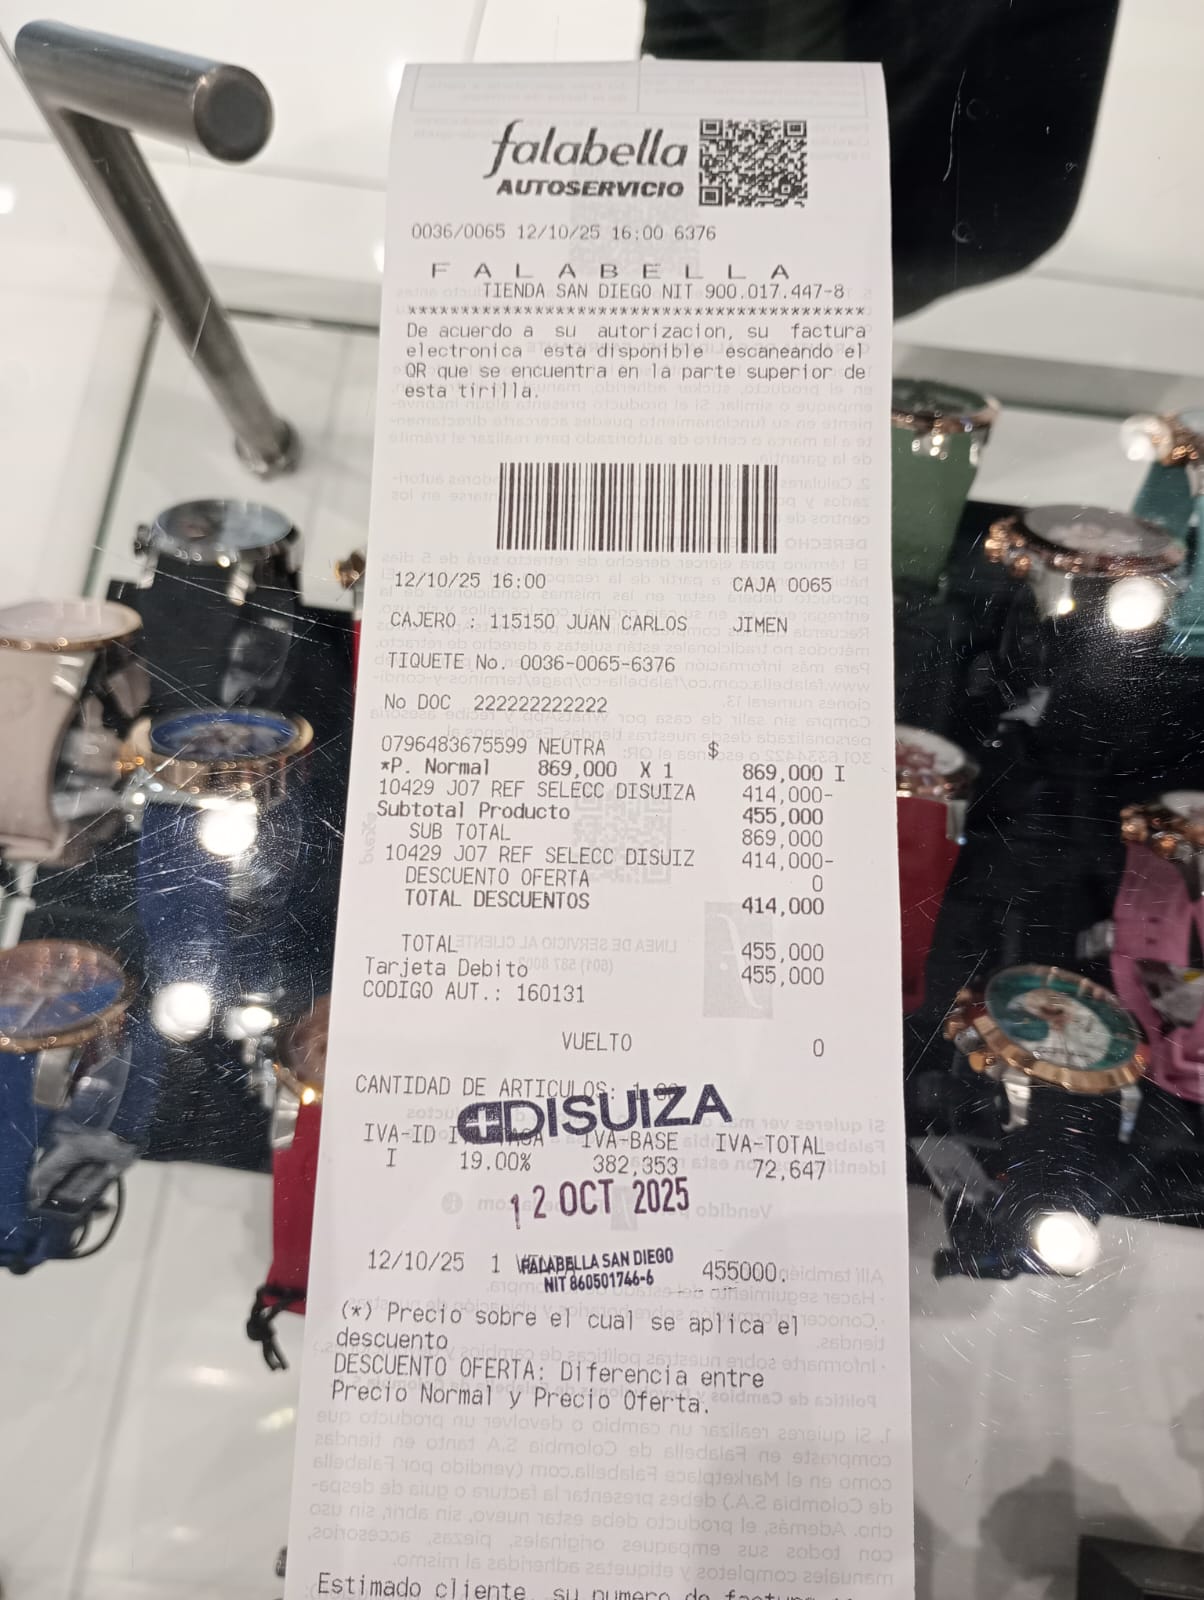 falabella
AUTOSERVICIO
0036/0065 12/10/25 16:00 6376
F A L A B E L L A
TIENDA SAN DIEGO NIT 900.017.447-8
*******************************************
De acuerdo a su autorizacion, su factura
electronica esta disponible escaneando el
QR que se encuentra en la parte superior de
esta tirilla.
12/10/25 16:00 CAJA 0065
CAJERO : 115150 JUAN CARLOS JIMEN
TIQUETE No. 0036-0065-6376
No DOC 222222222222
0796483675599 NEUTRA $
*P. Normal 869,000 X 1 869,000 I
10429 J07 REF SELECC DISUIZA 414,000-
Subtotal Producto 455,000
SUB TOTAL 869,000
10429 J07 REF SELECC DISUIZ 414,000-
DESCUENTO OFERTA 0
TOTAL DESCUENTOS 414,000
TOTAL 455,000
Tarjeta Debito 455,000
CODIGO AUT.: 160131
VUELTO 0
CANTIDAD DE ARTICULOS:
DISUIZA
IVA-ID IVA-BASE IVA-TOTAL
I 19.00% 382,353 72,647
12 OCT 2025
12/10/25 1 FALABELLA SAN DIEGO 455000.
NIT 860501746-6
(*) Precio sobre el cual se aplica el
descuento
DESCUENTO OFERTA: Diferencia entre
Precio Normal y Precio Oferta.
Estimado cliente, su numero de